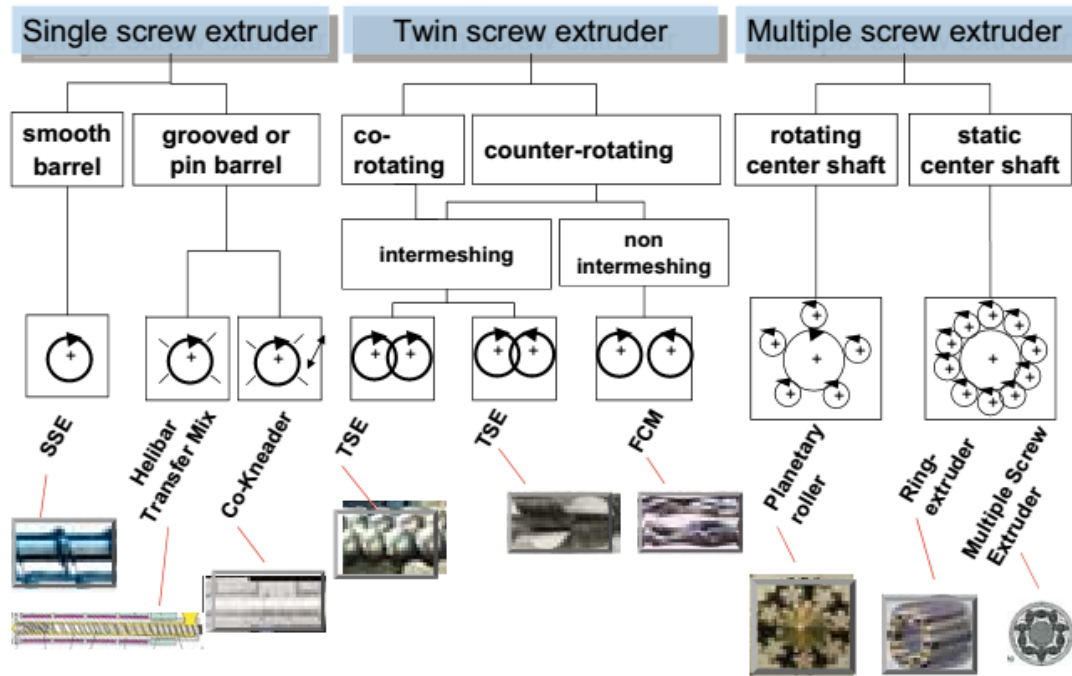 Single screw extruder
Twin screw extruder
Multiple screw extruder
smooth
barrel
grooved or
pin barrel
co-
rotating
counter-rotating
rotating
center shaft
static
center shaft
intermeshing
non
intermeshing
SSE
Helibar
Transfer Mix
Co-Kneader
TSE
TSE
FCM
Planetary
roller
Ring-
extruder
Multiple Screw
Extruder